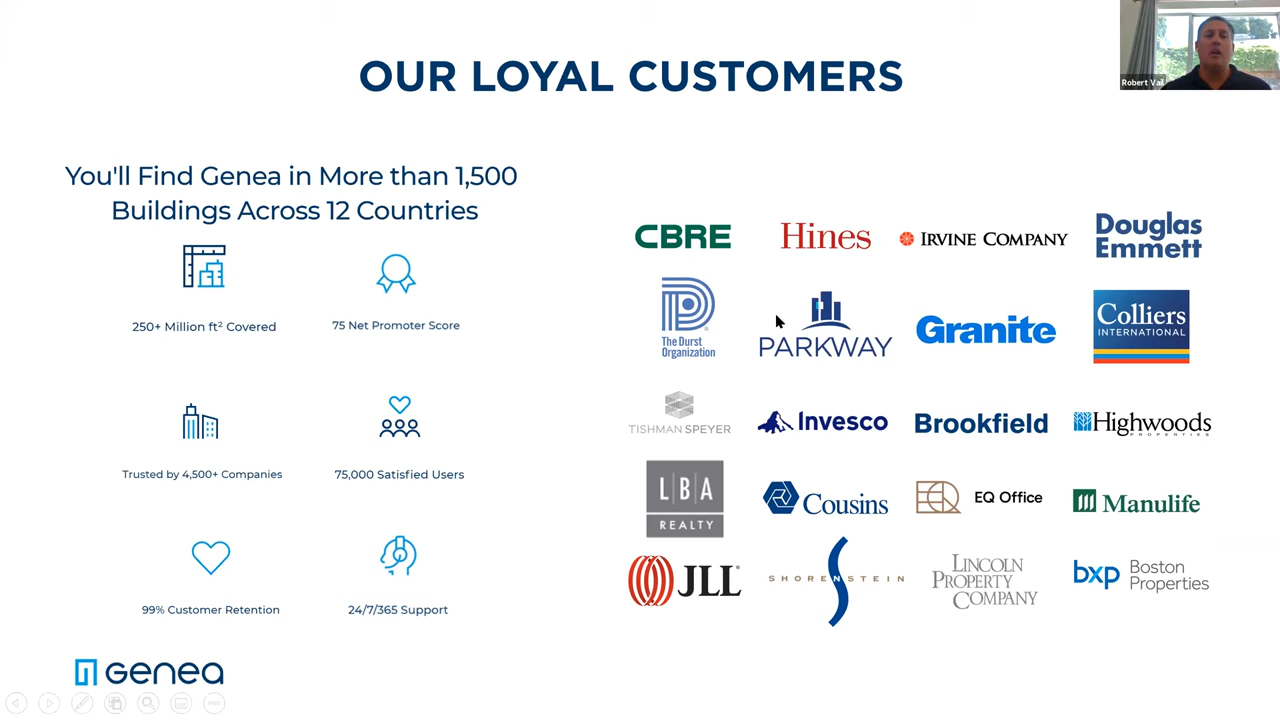 OUR LOYAL CUSTOMERS
Robert Vail
You'll Find Genea in More than 1,500
Buildings Across 12 Countries
250+ Million ft² Covered
75 Net Promoter Score
Trusted by 4,500+ Companies
75,000 Satisfied Users
99% Customer Retention
24/7/365 Support
CBRE
Hines
IRVINE COMPANY
Douglas
Emmett
The Durst
Organization
PARKWAY
Granite
Colliers
INTERNATIONAL
TISHMAN SPEYER
Invesco
Brookfield
Highwoods
PROPERTIES
LBA
REALTY
Cousins
EQ Office
Manulife
JLL
SHORENSTEIN
LINCOLN
PROPERTY
COMPANY
bxp Boston
Properties
Genea